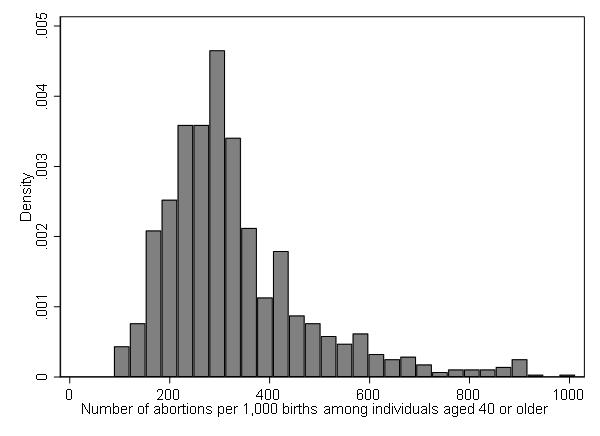 Density
.005
.004
.003
.002
.001
0
0 200 400 600 800 1000
Number of abortions per 1,000 births among individuals aged 40 or older